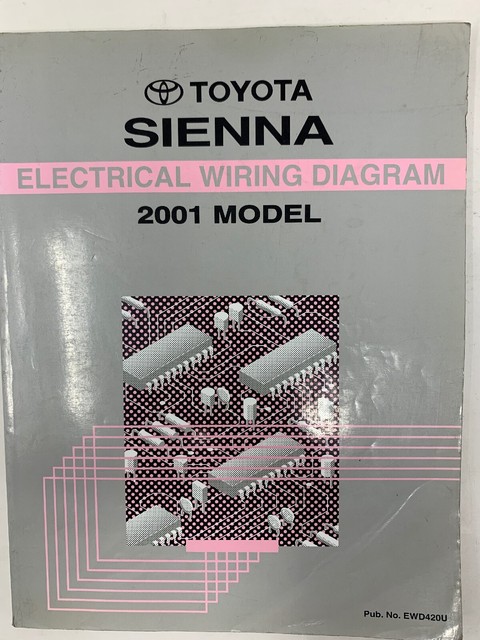 TOYOTA
SIENNA
ELECTRICAL WIRING DIAGRAM
2001 MODEL
Pub. No. EWD420U